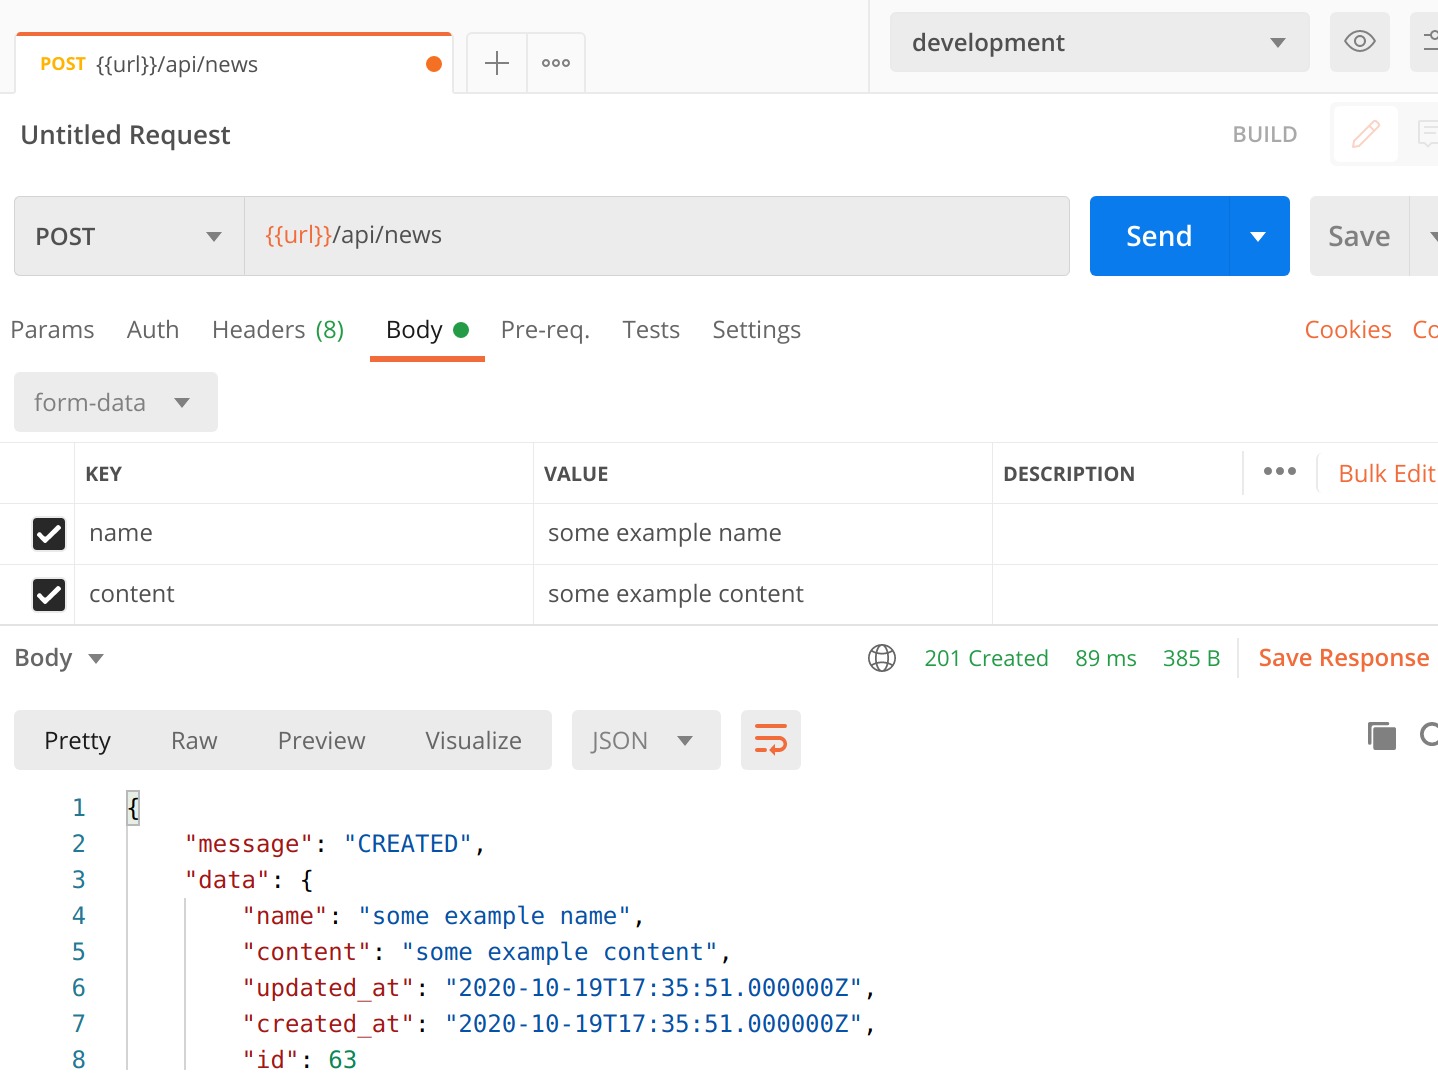 POST {{url}}/api/news
development
Untitled Request
BUILD
POST {{url}}/api/news Send Save
Params Auth Headers (8) Body Pre-req. Tests Settings Cookies Co
form-data
KEY VALUE DESCRIPTION Bulk Edit
name some example name
content some example content
Body 201 Created 89 ms 385 B Save Response
Pretty Raw Preview Visualize JSON
1 {
2 "message": "CREATED",
3 "data": {
4 "name": "some example name",
5 "content": "some example content",
6 "updated_at": "2020-10-19T17:35:51.000000Z",
7 "created_at": "2020-10-19T17:35:51.000000Z",
8 "id": 63